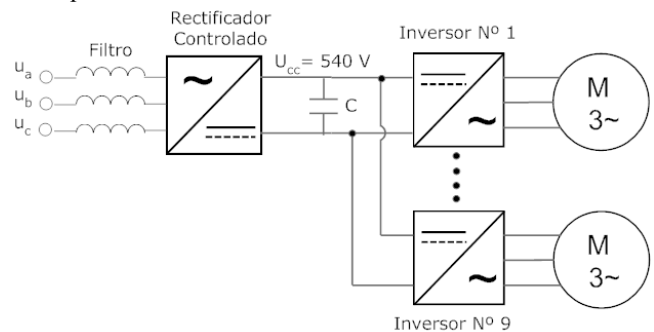 Rectificador
Controlado
Filtro
Inversor Nº 1
u_a
u_b
u_c
U_cc= 540 V
C
M
3~
M
3~
Inversor Nº 9